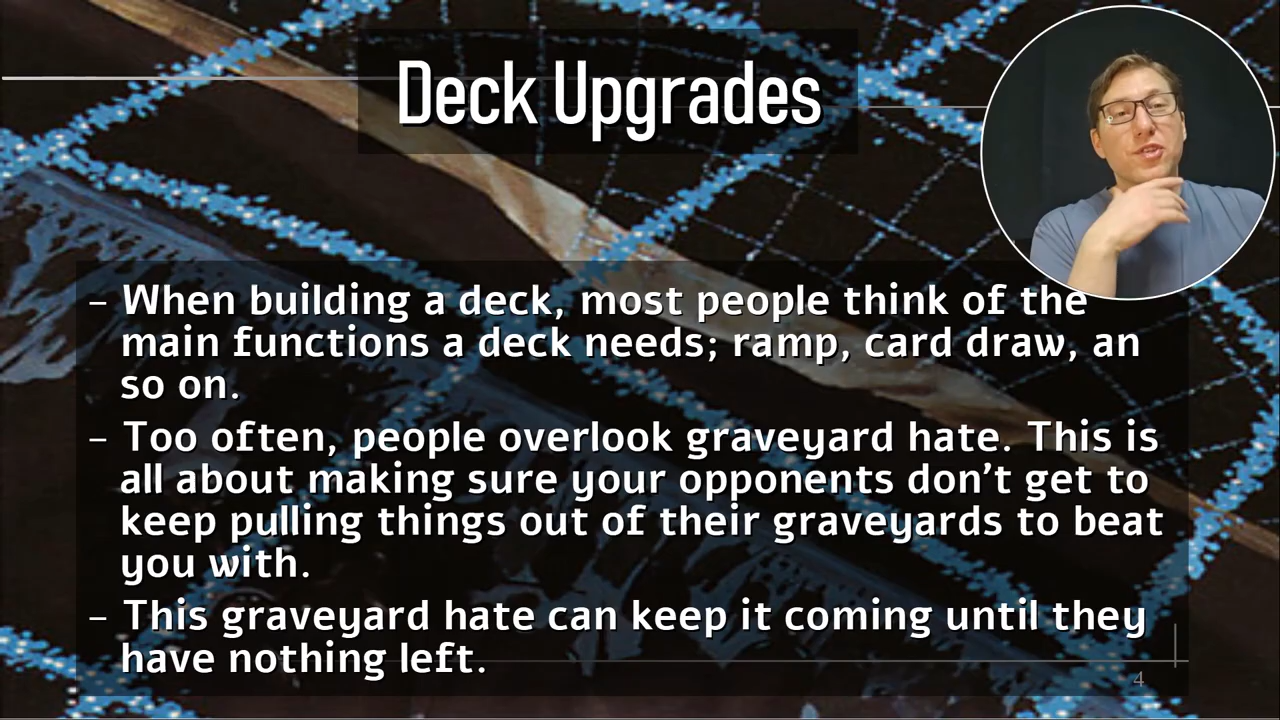 Deck Upgrades
– When building a deck, most people think of the
main functions a deck needs; ramp, card draw, an
so on.
– Too often, people overlook graveyard hate. This is
all about making sure your opponents don’t get to
keep pulling things out of their graveyards to beat
you with.
– This graveyard hate can keep it coming until they
have nothing left.
4